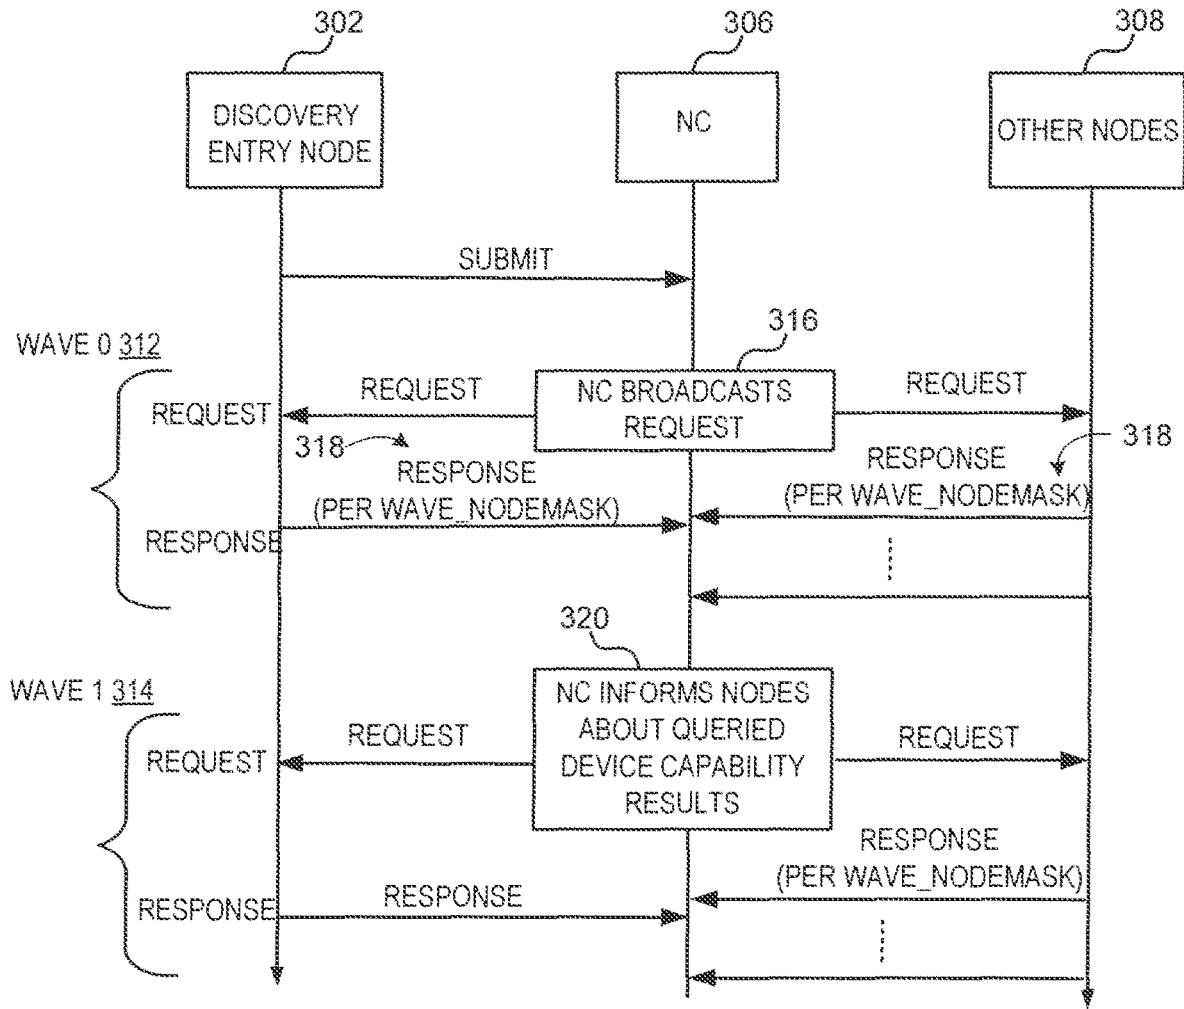 302
306
308
DISCOVERY
ENTRY NODE
NC
OTHER NODES
SUBMIT
WAVE 0 312
316
REQUEST
REQUEST
NC BROADCASTS
REQUEST
REQUEST
318
RESPONSE
(PER WAVE_NODEMASK)
RESPONSE
(PER WAVE_NODEMASK)
318
RESPONSE
320
WAVE 1 314
REQUEST
REQUEST
NC INFORMS NODES
ABOUT QUERIED
DEVICE CAPABILITY
RESULTS
REQUEST
RESPONSE
(PER WAVE_NODEMASK)
RESPONSE
RESPONSE